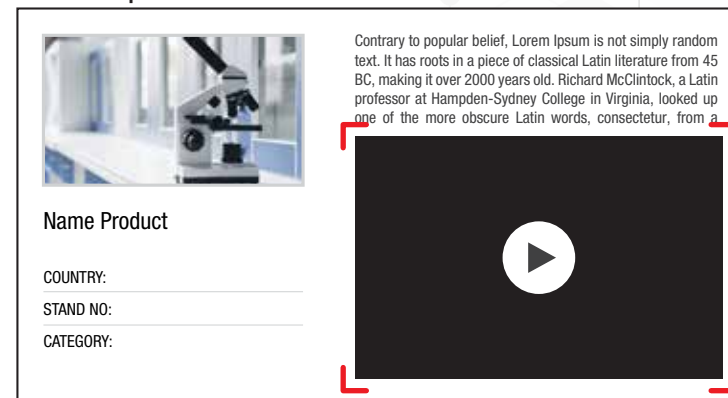 Name Product
COUNTRY:
STAND NO:
CATEGORY:
Contrary to popular belief, Lorem Ipsum is not simply random
text. It has roots in a piece of classical Latin literature from 45
BC, making it over 2000 years old. Richard McClintock, a Latin
professor at Hampden-Sydney College in Virginia, looked up
one of the more obscure Latin words, consectetur, from a